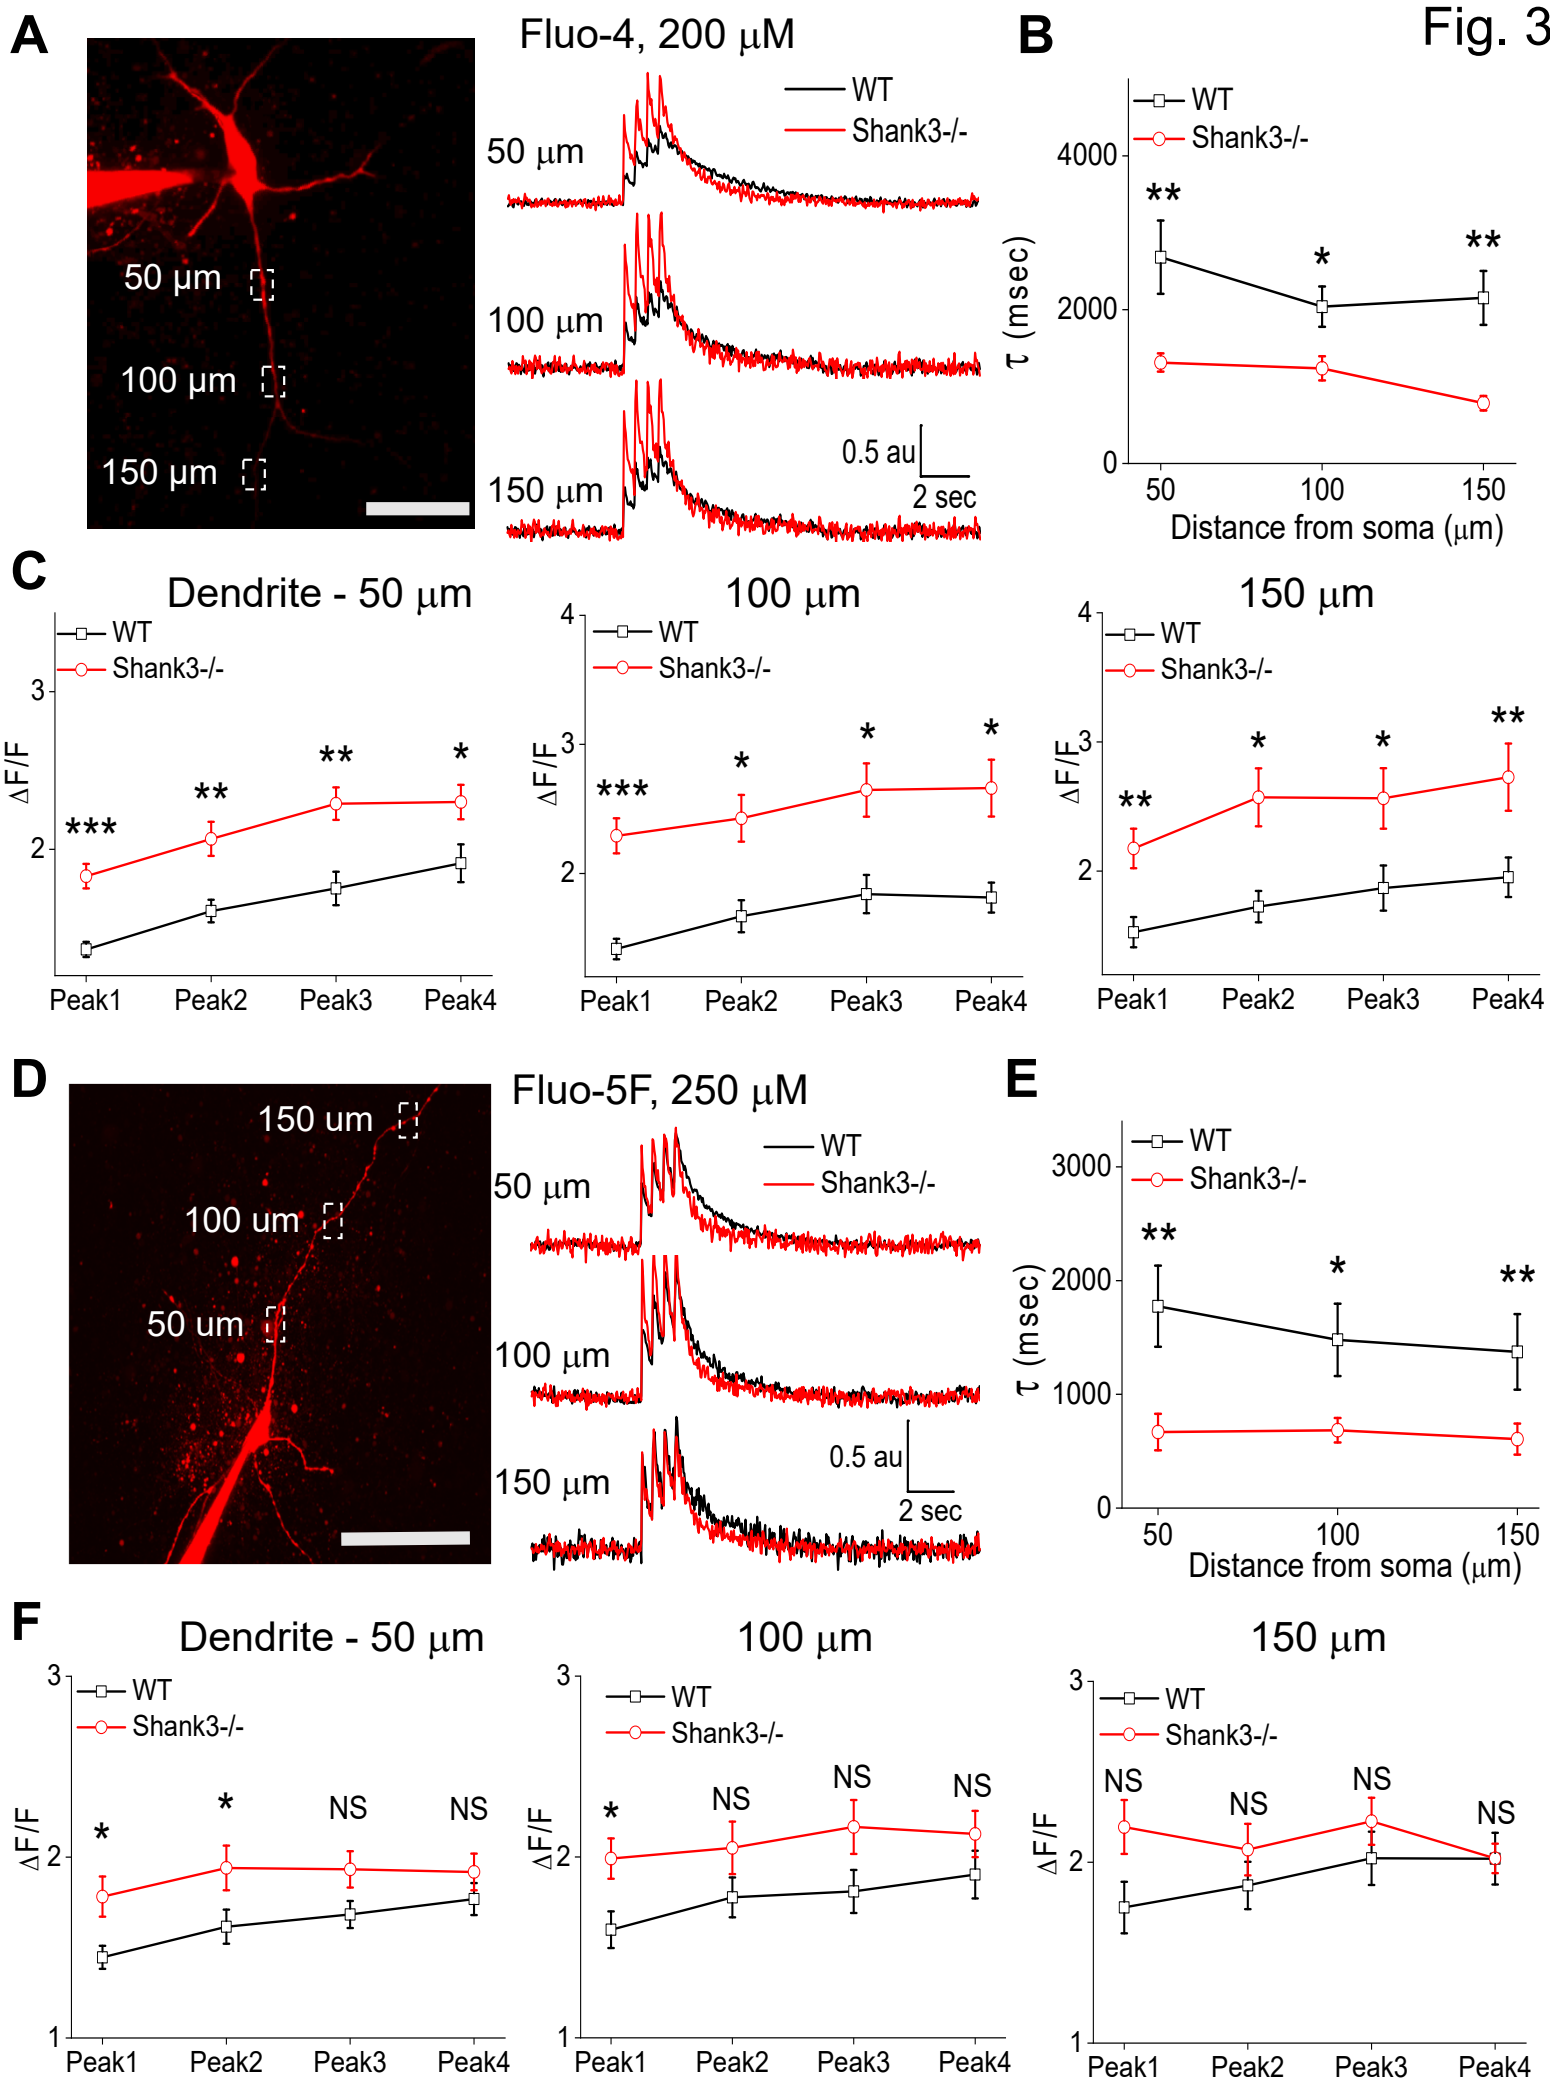 Fig. 3
A
Fluo-4, 200 μM
WT
Shank3-/-
50 μm
100 μm
150 μm
50 μm
100 μm
150 μm
0.5 au
2 sec
B
WT
Shank3-/-
4000
2000
0
τ (msec)
**
*
**
50
100
150
Distance from soma (μm)
C
Dendrite - 50 μm
WT
Shank3-/-
3
2
ΔF/F
***
**
**
*
Peak1
Peak2
Peak3
Peak4
100 μm
WT
Shank3-/-
4
3
2
ΔF/F
***
*
*
*
Peak1
Peak2
Peak3
Peak4
150 μm
WT
Shank3-/-
4
3
2
ΔF/F
**
*
*
**
Peak1
Peak2
Peak3
Peak4
D
150 um
100 um
50 um
Fluo-5F, 250 μM
WT
Shank3-/-
50 μm
100 μm
150 μm
0.5 au
2 sec
E
WT
Shank3-/-
3000
2000
1000
0
τ (msec)
**
*
**
50
100
150
Distance from soma (μm)
F
Dendrite - 50 μm
WT
Shank3-/-
3
2
1
ΔF/F
*
*
NS
NS
Peak1
Peak2
Peak3
Peak4
100 μm
WT
Shank3-/-
3
2
1
ΔF/F
*
NS
NS
NS
Peak1
Peak2
Peak3
Peak4
150 μm
WT
Shank3-/-
3
2
1
ΔF/F
NS
NS
NS
NS
Peak1
Peak2
Peak3
Peak4